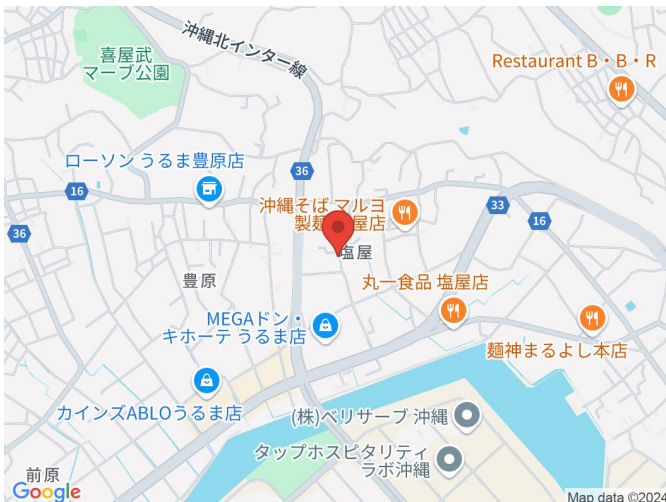 沖縄北インター線
喜屋武
マーブ公園
Restaurant B・B・R
ローソン うるま豊原店
36
16
沖縄そば マルヨ
製麺
屋店
33
16
36
塩屋
豊原
丸一食品 塩屋店
MEGAドン・
キホーテ うるま店
麺神まるよし本店
カインズABLOうるま店
(株)ベリサーブ 沖縄
タップホスピタリティ
ラボ沖縄
前原
Google
Map data ©2024